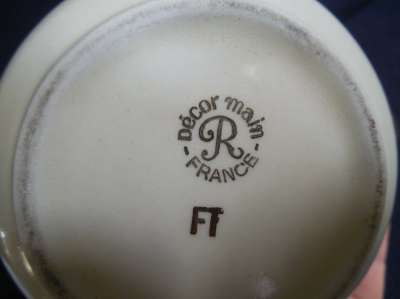 Décor main
R
- FRANCE -
FT